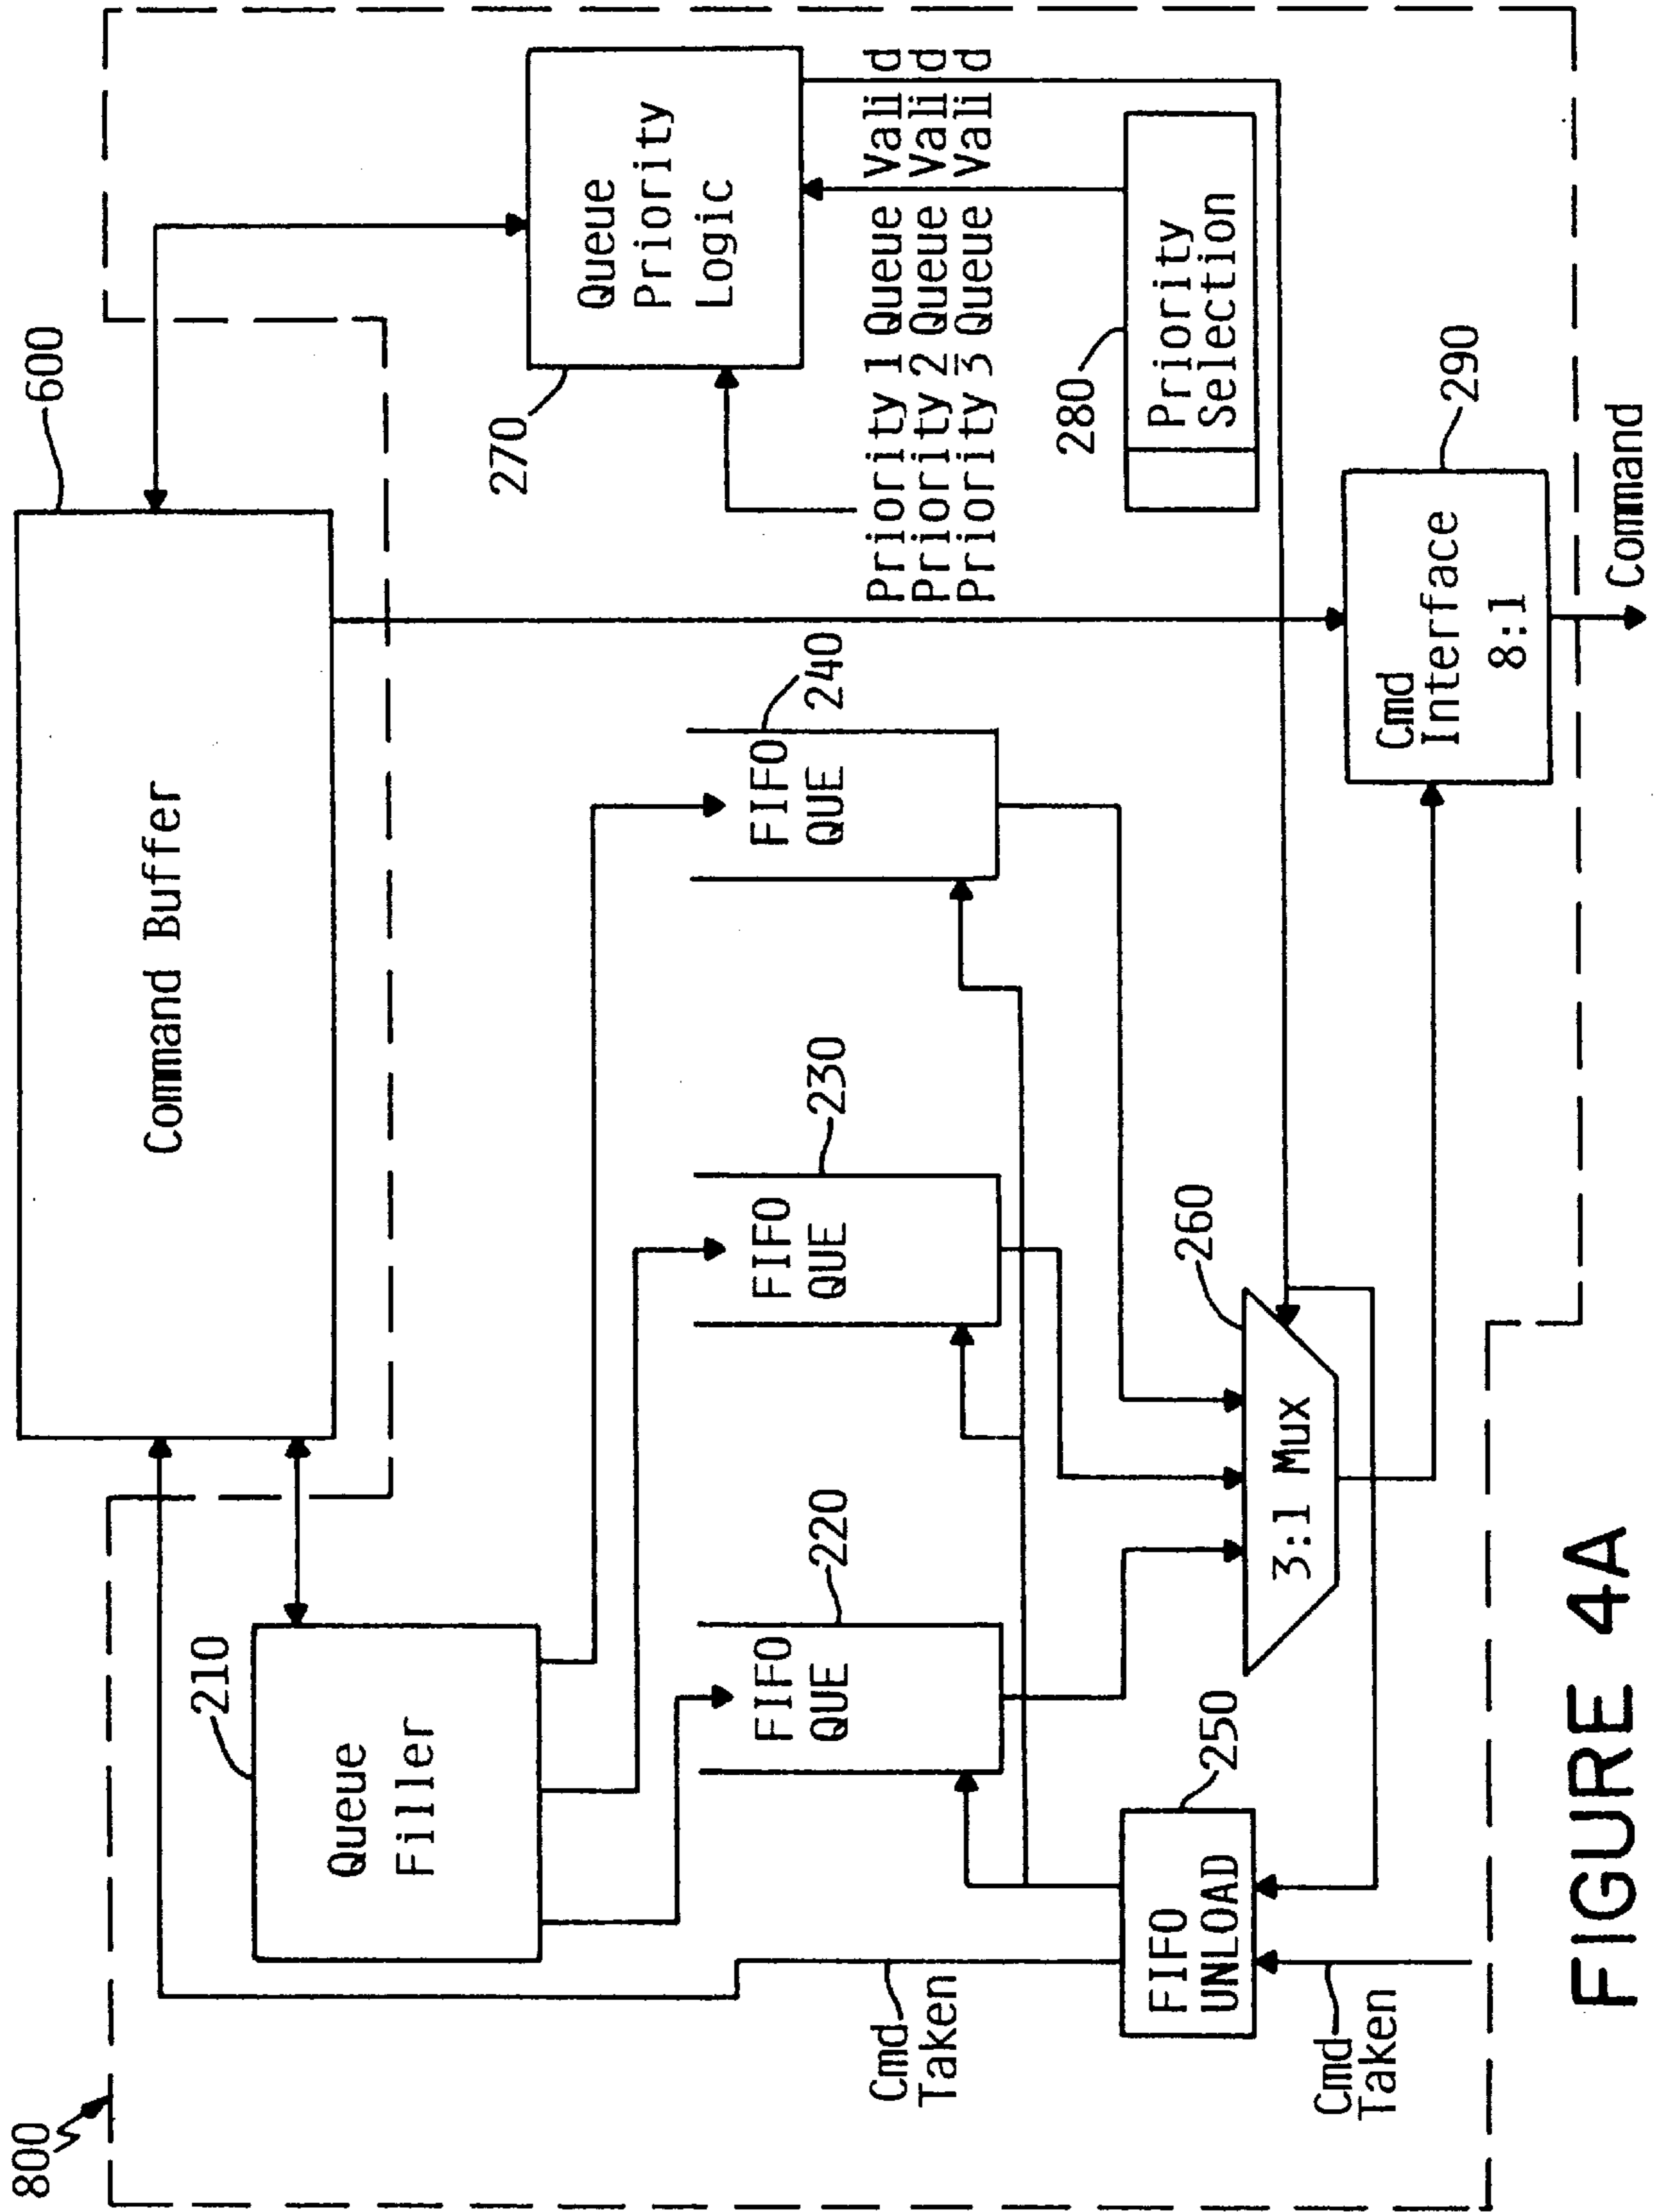 800
600
Command Buffer
210
Queue
Filler
Queue
Priority
Logic
270
220
FIFO
QUE
230
FIFO
QUE
240
FIFO
QUE
Priority 1 Queue Valid
Priority 2 Queue Valid
Priority 3 Queue Valid
Cmd
Taken
280
Priority
Selection
250
FIFO
UNLOAD
260
3:1 Mux
290
Cmd
Interface
8:1
Cmd
Taken
Command
FIGURE 4A